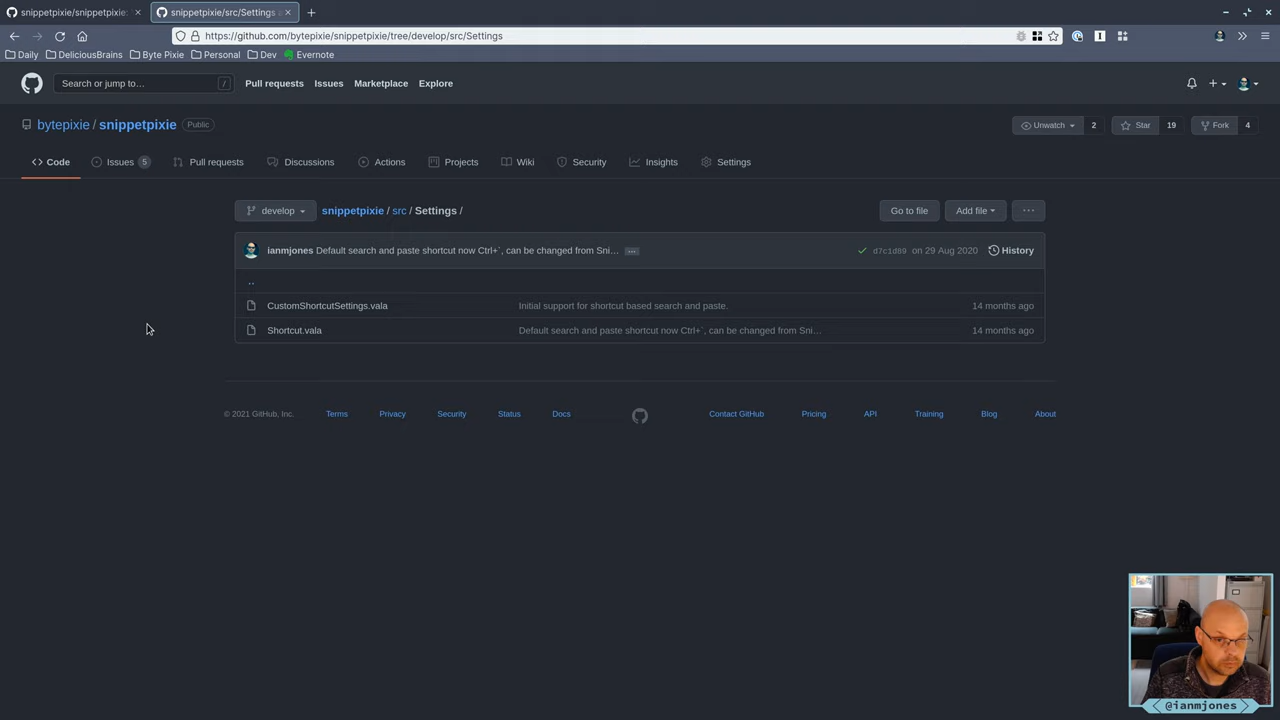 snippetpixie/snippetpixie:
snippetpixie/src/Settings
https://github.com/bytepixie/snippetpixie/tree/develop/src/Settings
Daily DeliciousBrains Byte Pixie Personal Dev Evernote
Search or jump to… / Pull requests Issues Marketplace Explore
bytepixie / snippetpixie Public Unwatch 2 Star 19 Fork 4
Code Issues 5 Pull requests Discussions Actions Projects Wiki Security Insights Settings
develop snippetpixie / src / Settings / Go to file Add file
ianmjones Default search and paste shortcut now Ctrl+`, can be changed from Sni… d7c1d89 on 29 Aug 2020 History
..
CustomShortcutSettings.vala Initial support for shortcut based search and paste. 14 months ago
Shortcut.vala Default search and paste shortcut now Ctrl+`, can be changed from Sni… 14 months ago
© 2021 GitHub, Inc. Terms Privacy Security Status Docs Contact GitHub Pricing API Training Blog About
@ianmjones